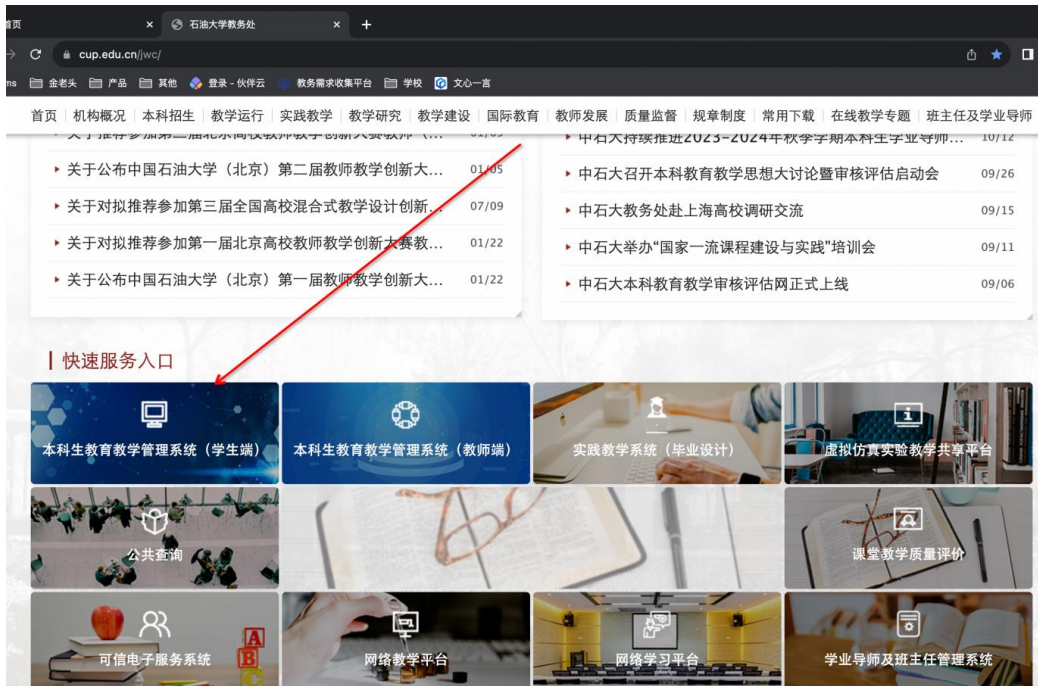 首页
石油大学教务处
cup.edu.cn/jwc/
ms 金老头 产品 其他 登录 - 伙伴云 教务需求收集平台 学校 文心一言
首页 机构概况 本科招生 教学运行 实践教学 教学研究 教学建设 国际教育 教师发展 质量监督 规章制度 常用下载 在线教学专题 班主任及学业导师
关于公布中国石油大学（北京）第二届教师教学创新大... 01/05
关于对拟推荐参加第三届全国高校混合式教学设计创新... 07/09
关于对拟推荐参加第一届北京高校教师教学创新大赛教... 01/22
关于公布中国石油大学（北京）第一届教师教学创新大... 01/22
中石大持续推进2023-2024年秋季学期本科生学业导师... 10/12
中石大召开本科教育教学思想大讨论暨审核评估启动会 09/26
中石大教务处赴上海高校调研交流 09/15
中石大举办“国家一流课程建设与实践”培训会 09/11
中石大本科教育教学审核评估网正式上线 09/06
快速服务入口
本科生教育教学管理系统（学生端）
本科生教育教学管理系统（教师端）
实践教学系统（毕业设计）
虚拟仿真实验教学共享平台
公共查询
课堂教学质量评价
可信电子服务系统
网络教学平台
网络学习平台
学业导师及班主任管理系统